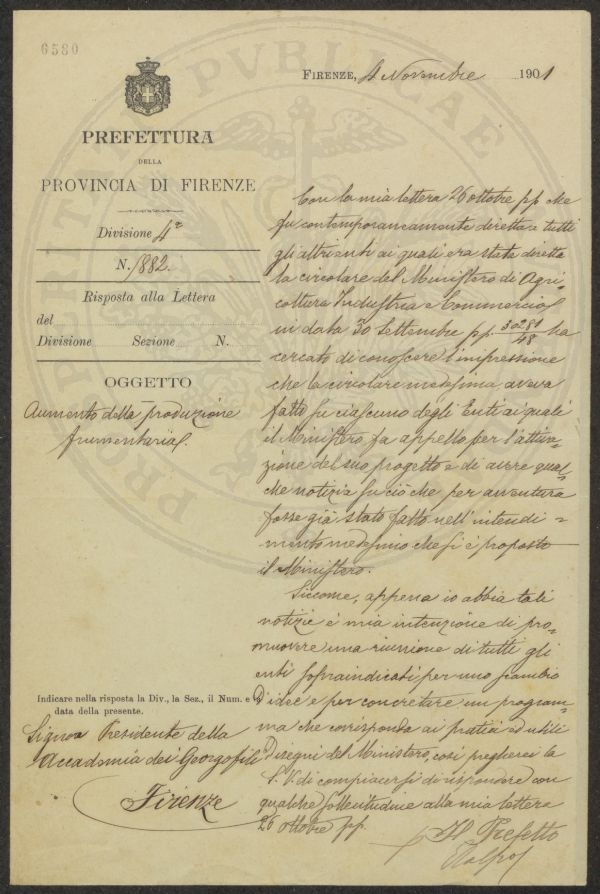 6580
FIRENZE, 4 Novembre 1901
PREFETTURA
DELLA
PROVINCIA DI FIRENZE
Divisione 4ª
N. 1882.
Risposta alla Lettera
del
Divisione Sezione N.
OGGETTO
Aumento della produzione
frumentaria
Con la mia lettera 26 ottobre pp che
fu contemporaneamente diretta a tutti
gli altri enti ai quali era stata diretta
la circolare del Ministero di Agri
coltura Industria e Commercio
in data 30 Settembre pp. 30281/48 ho
cercato di conoscere l'impressione
che la circolare medesima aveva
fatto su ciascuno degli Enti ai quali
il Ministero fa appello per l'attua-
zione del suo progetto e di avere qual-
che notizia su ciò che per avventura
fosse già stato fatto nell'intendi=
mento medesimo che si è proposto
il Ministero.
Siccome, appena io abbia tali
notizie è mia intenzione di pro-
muovere una riunione di tutti gli
enti sopraindicati per uno scambio
d'idee e per concretare un program-
ma che corrisponda ai pratici ed utili
disegni del Ministero, così pregherei la
S. V. di compiacersi di rispondere con
qualche sollecitudine alla mia lettera
26 ottobre pp.
Il Prefetto
Indicare nella risposta la Div., la Sez., il Num. e
data della presente.
Signor Presidente della
Accademia dei Georgofili
Firenze